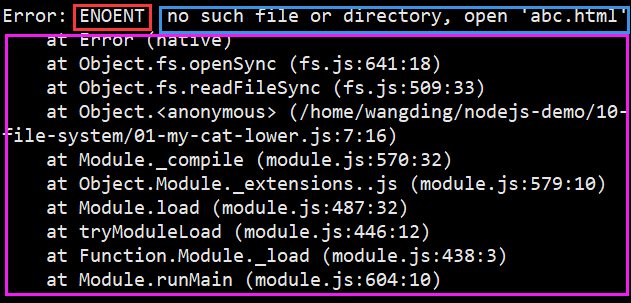 Error: ENOENT no such file or directory, open 'abc.html'
at Error (native)
at Object.fs.openSync (fs.js:641:18)
at Object.fs.readFileSync (fs.js:509:33)
at Object.<anonymous> (/home/wangding/nodejs-demo/10-
file-system/01-my-cat-lower.js:7:16)
at Module._compile (module.js:570:32)
at Object.Module._extensions..js (module.js:579:10)
at Module.load (module.js:487:32)
at tryModuleLoad (module.js:446:12)
at Function.Module._load (module.js:438:3)
at Module.runMain (module.js:604:10)